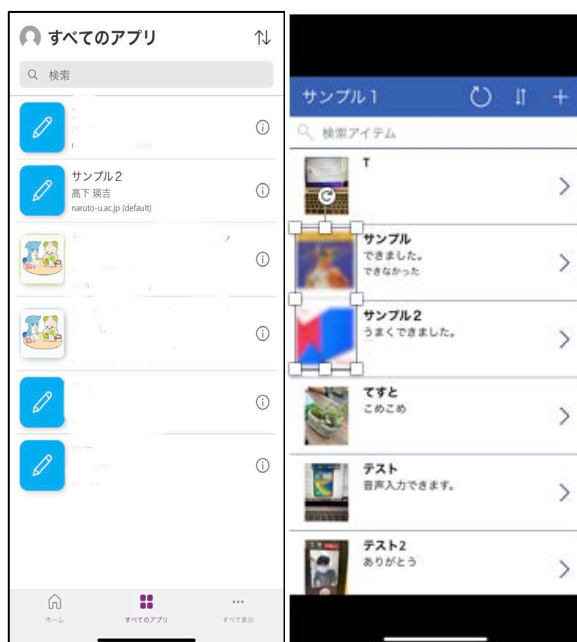 すべてのアプリ
検索
サンプル２
高下 瑛吉
naruto-u.ac.jp (default)
ホーム
すべてのアプリ
すべて表示
サンプル１
検索アイテム
T
サンプル
できました。
できなかった
サンプル２
うまくできました。
てすと
こめこめ
テスト
音声入力できます。
テスト2
ありがとう